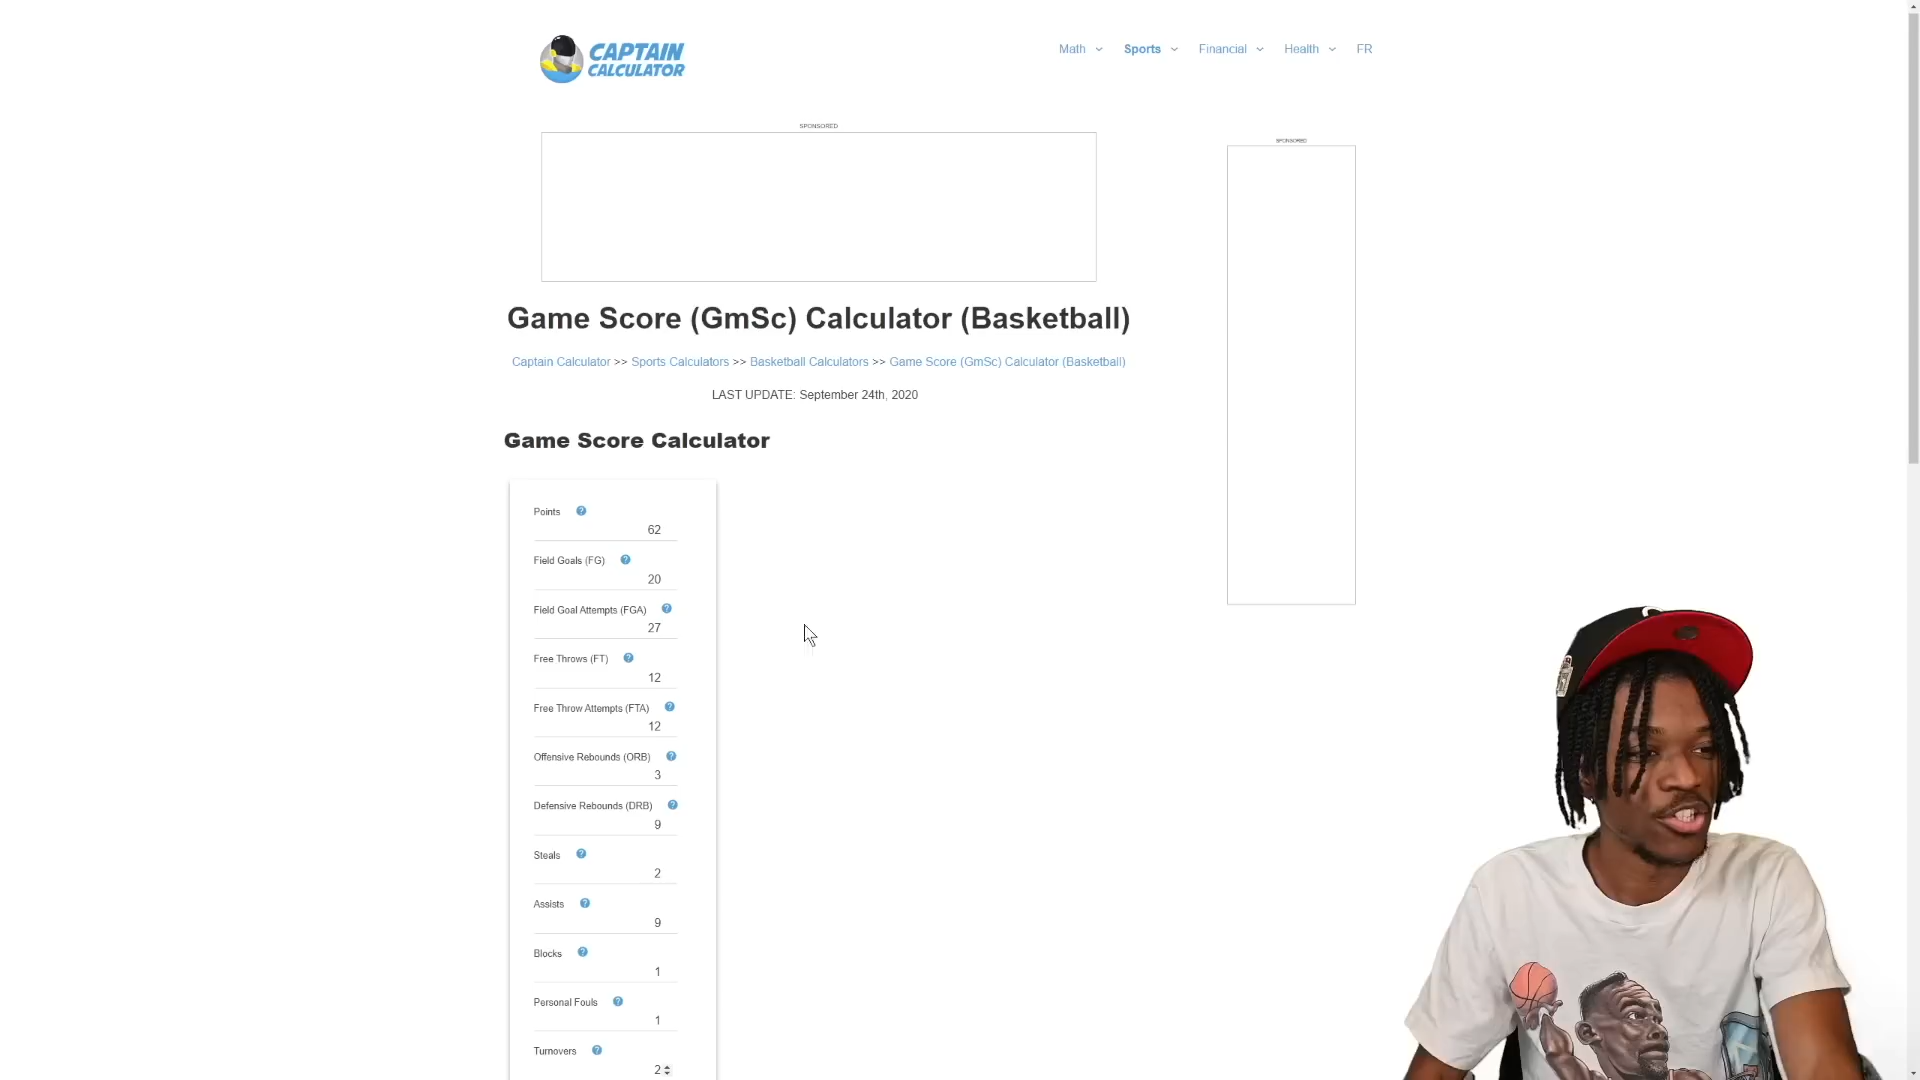 CAPTAIN
CALCULATOR
Math
Sports
Financial
Health
FR
SPONSORED
SPONSORED
Game Score (GmSc) Calculator (Basketball)
Captain Calculator >> Sports Calculators >> Basketball Calculators >> Game Score (GmSc) Calculator (Basketball)
LAST UPDATE: September 24th, 2020
Game Score Calculator
Points ?
62
Field Goals (FG) ?
20
Field Goal Attempts (FGA) ?
27
Free Throws (FT) ?
12
Free Throw Attempts (FTA) ?
12
Offensive Rebounds (ORB) ?
3
Defensive Rebounds (DRB) ?
9
Steals ?
2
Assists ?
9
Blocks ?
1
Personal Fouls ?
1
Turnovers ?
2